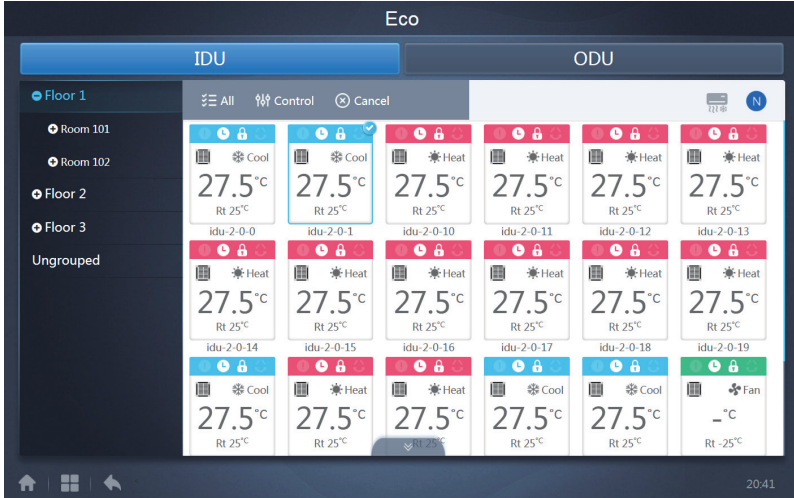 Eco
IDU ODU
Floor 1
All Control Cancel N
Room 101
Room 102
Floor 2
Floor 3
Ungrouped
Cool Cool Heat Heat Heat Heat
27.5°C 27.5°C 27.5°C 27.5°C 27.5°C 27.5°C
Rt 25°C Rt 25°C Rt 25°C Rt 25°C Rt 25°C Rt 25°C
idu-2-0-0 idu-2-0-1 idu-2-0-10 idu-2-0-11 idu-2-0-12 idu-2-0-13
Heat Heat Heat Heat Heat Heat
27.5°C 27.5°C 27.5°C 27.5°C 27.5°C 27.5°C
Rt 25°C Rt 25°C Rt 25°C Rt 25°C Rt 25°C Rt 25°C
idu-2-0-14 idu-2-0-15 idu-2-0-16 idu-2-0-17 idu-2-0-18 idu-2-0-19
Cool Heat Heat Cool Cool Fan
27.5°C 27.5°C 27.5°C 27.5°C 27.5°C -°C
Rt 25°C Rt 25°C Rt 25°C Rt 25°C Rt 25°C Rt -25°C
20:41